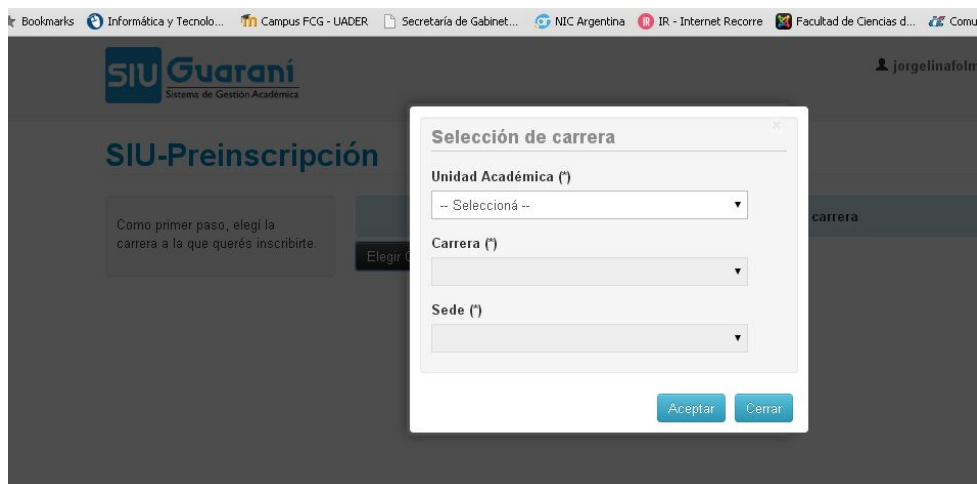 Bookmarks Informática y Tecnolo... Campus FCG - UADER Secretaría de Gabinet... NIC Argentina IR - Internet Recorre Facultad de Ciencias d... Comu
SIU Guaraní
Sistema de Gestión Académica
jorgelinafolm
SIU-Preinscripción
Como primer paso, elegí la
carrera a la que querés inscribirte.
Elegir
carrera
Selección de carrera
×
Unidad Académica (*)
-- Seleccioná --
Carrera (*)
Sede (*)
Aceptar Cerrar